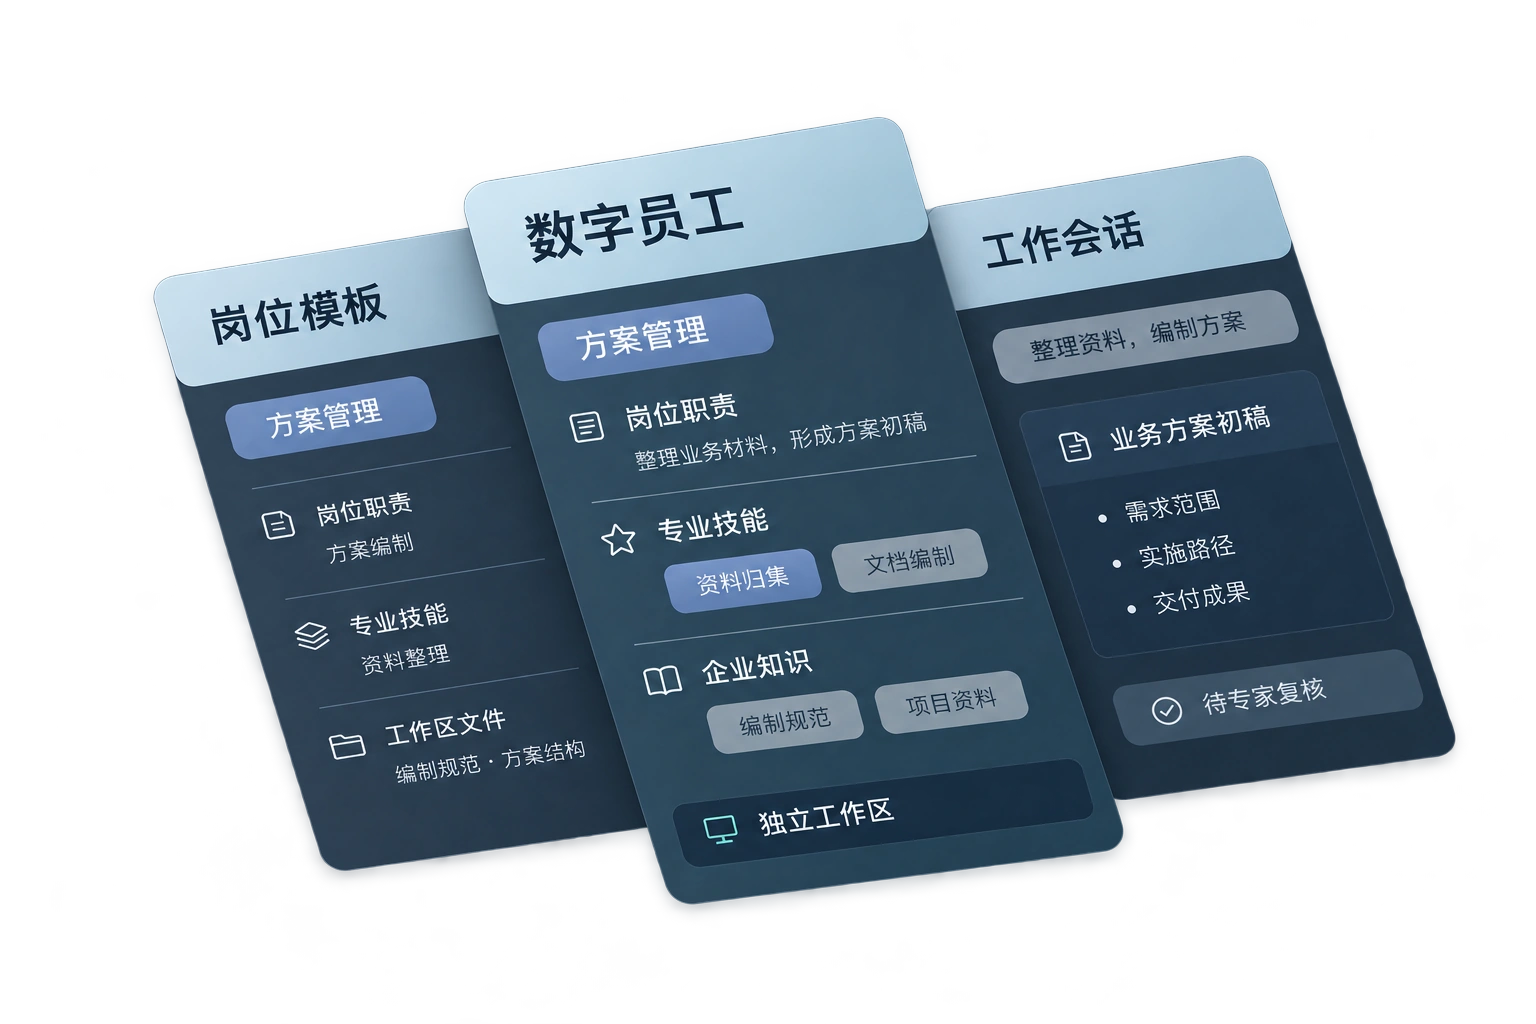 岗位模板
方案管理
岗位职责
方案编制
专业技能
资料整理
工作区文件
编制规范 · 方案结构
数字员工
方案管理
岗位职责
整理业务材料，形成方案初稿
专业技能
资料归集
文档编制
企业知识
编制规范
项目资料
独立工作区
工作会话
整理资料，编制方案
业务方案初稿
• 需求范围
• 实施路径
• 交付成果
待专家复核